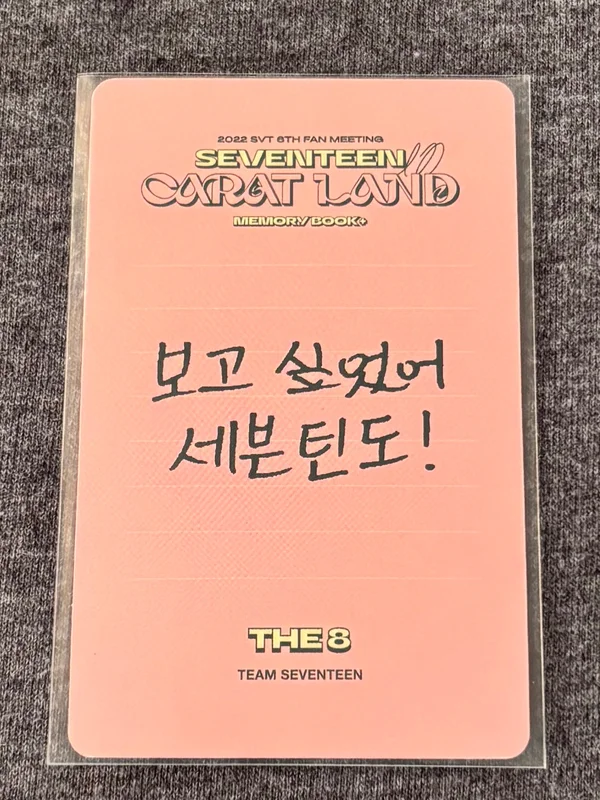 2022 SVT 6TH FAN MEETING
SEVENTEEN in
CARAT LAND
MEMORY BOOK+
보고 싶었어
세븐틴도!
THE 8
TEAM SEVENTEEN